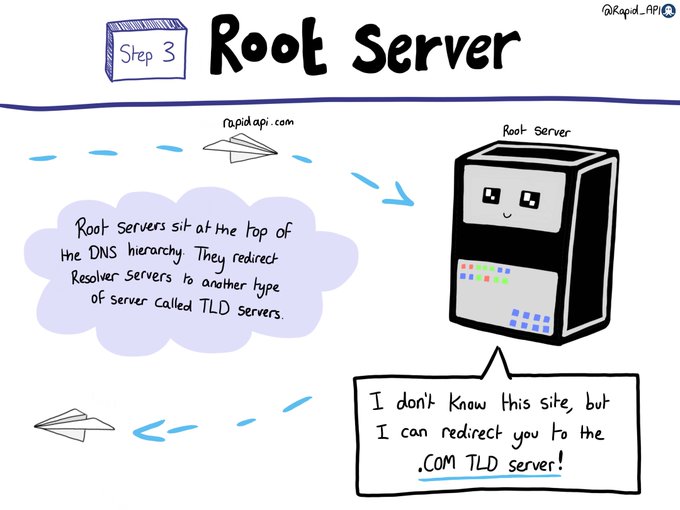 @Rapid_API
Step 3
Root Server
rapidapi.com
Root server
Root servers sit at the top of
the DNS hierarchy. They redirect
Resolver servers to another type
of server called TLD servers.
I don't know this site, but
I can redirect you to the
.COM TLD server!